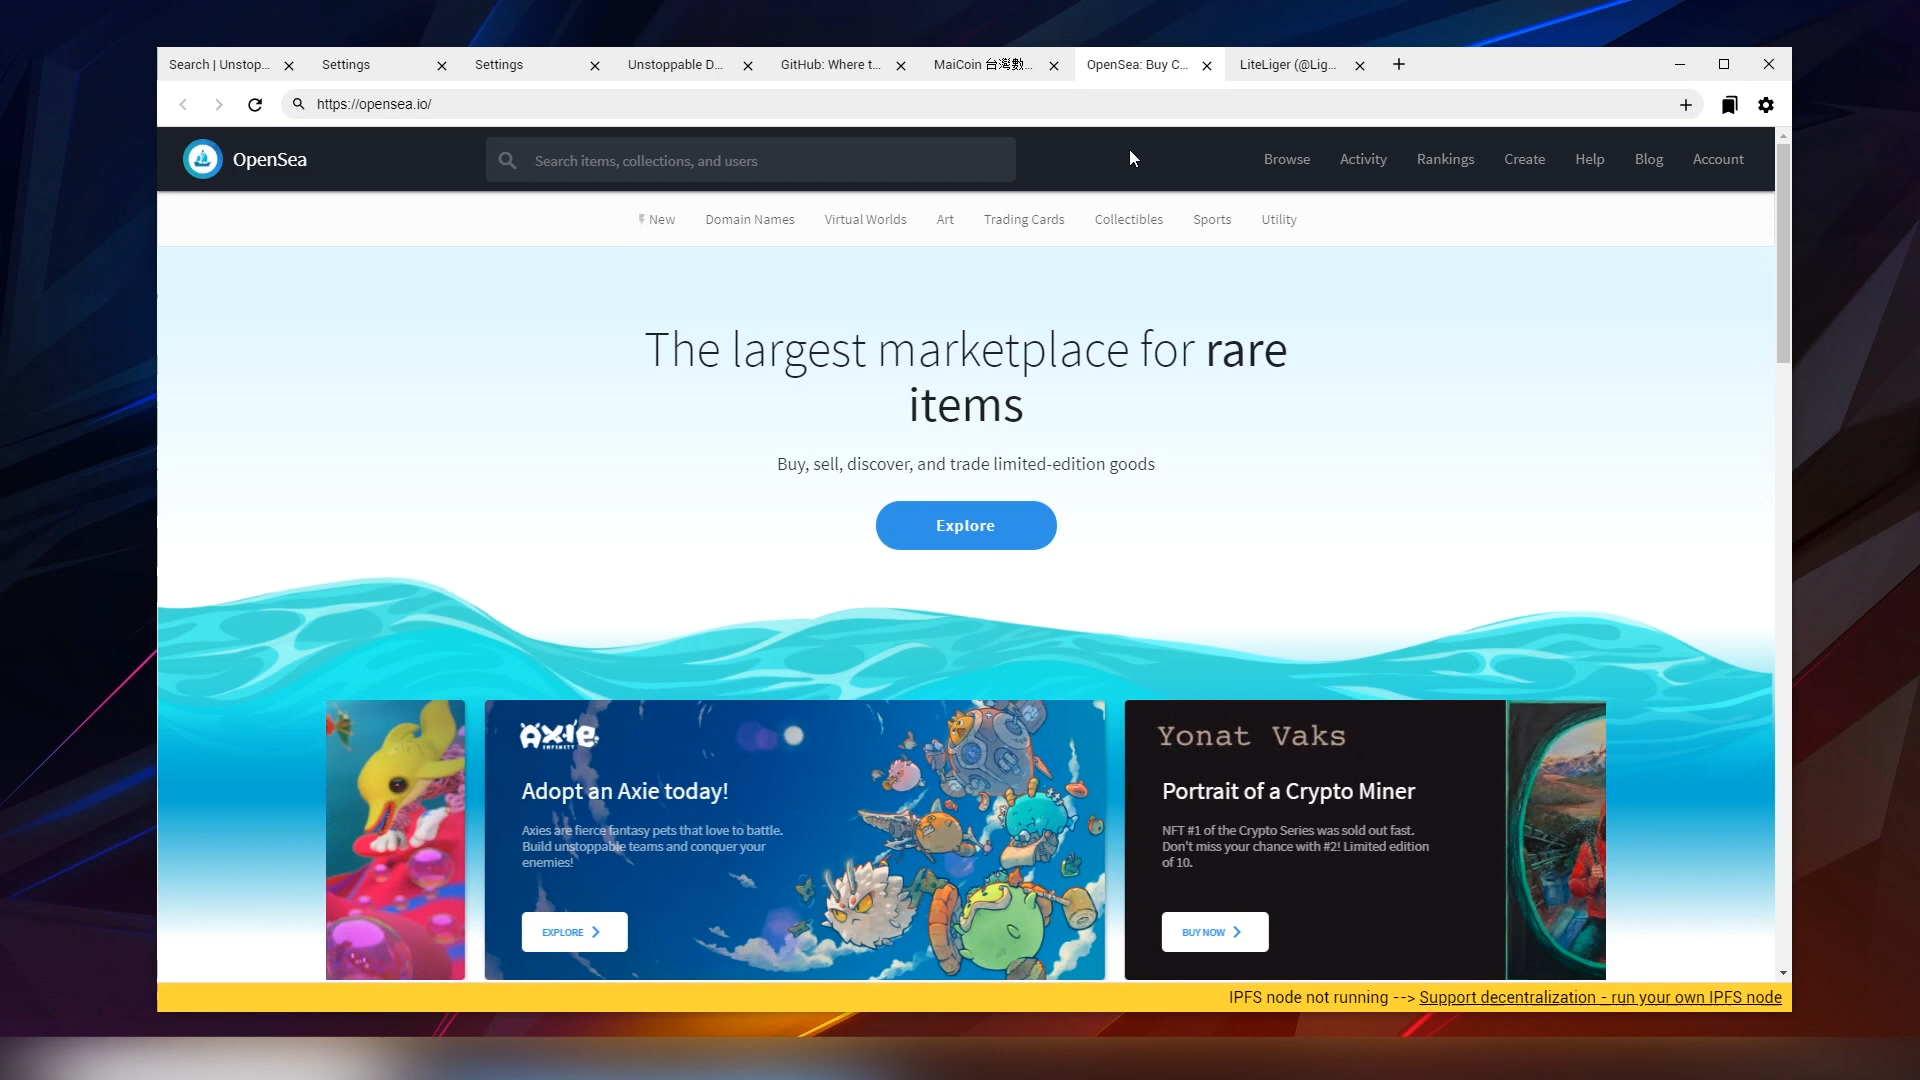 Search | Unstop...
Settings
Settings
Unstoppable D...
GitHub: Where t...
MaiCoin 台灣數...
OpenSea: Buy C...
LiteLiger (@Lig...
https://opensea.io/
OpenSea
Search items, collections, and users
Browse
Activity
Rankings
Create
Help
Blog
Account
New
Domain Names
Virtual Worlds
Art
Trading Cards
Collectibles
Sports
Utility
The largest marketplace for rare
items
Buy, sell, discover, and trade limited-edition goods
Explore
AXIE
INFINITY
Adopt an Axie today!
Axies are fierce fantasy pets that love to battle.
Build unstoppable teams and conquer your
enemies!
EXPLORE
Yonat Vaks
Portrait of a Crypto Miner
NFT #1 of the Crypto Series was sold out fast.
Don't miss your chance with #2! Limited edition
of 10.
BUY NOW
IPFS node not running --> Support decentralization - run your own IPFS node